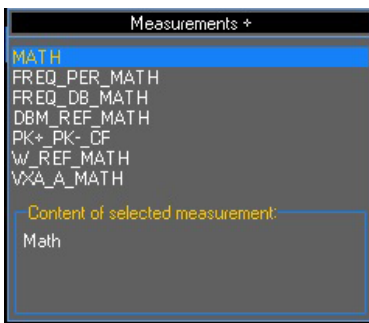 Measurements +
MATH
FREQ_PER_MATH
FREQ_DB_MATH
DBM_REF_MATH
PK+_PK-_CF
W_REF_MATH
VXA_A_MATH
Content of selected measurement:
Math